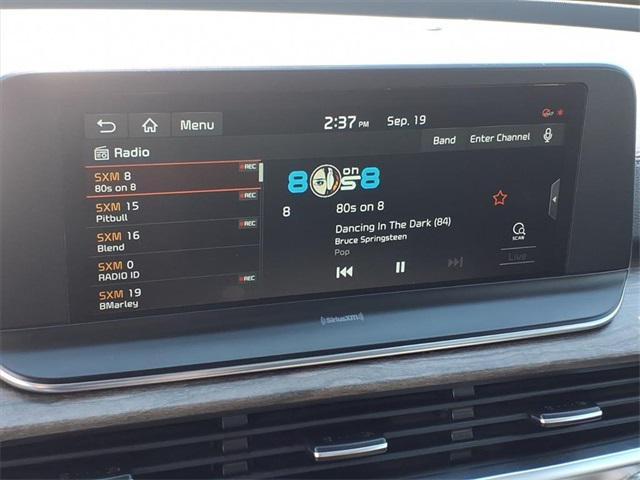 Menu
2:37 PM Sep. 19
Radio
Band Enter Channel
SXM 8 REC
80s on 8
SXM 15 REC
Pitbull
SXM 16 REC
Blend
SXM 0
RADIO ID
SXM 19 REC
BMarley
80s on 8
8
80s on 8
Dancing In The Dark (84)
Bruce Springsteen
Pop
SCAN
Live
SiriusXM